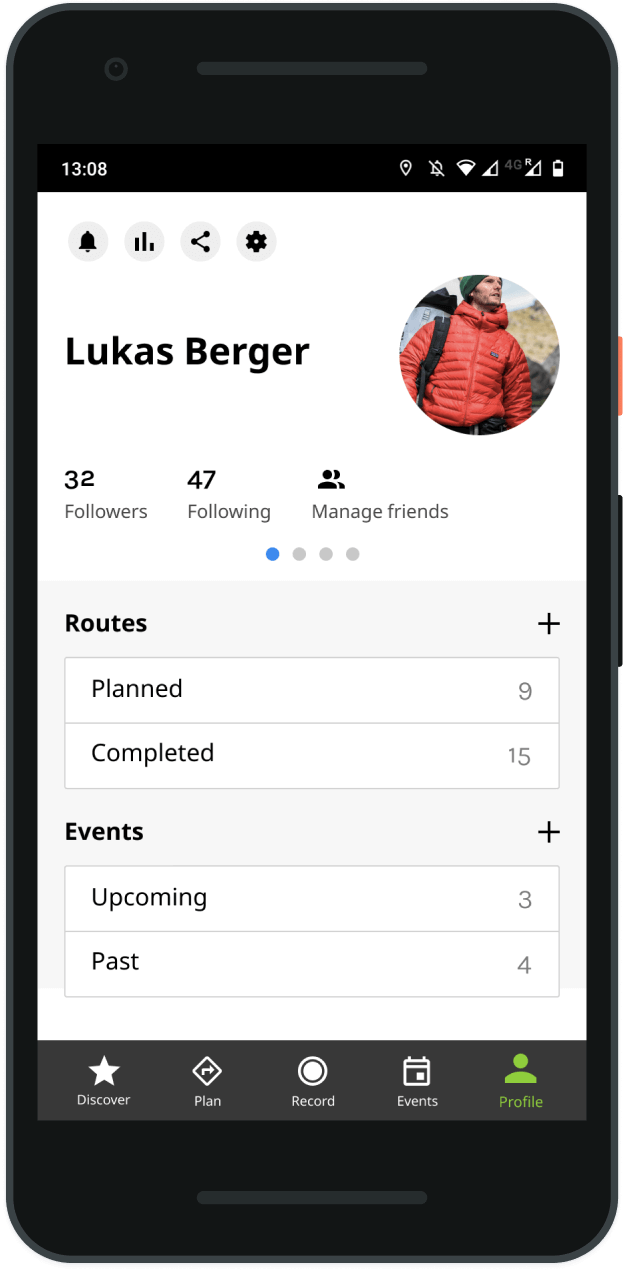 13:08
4G R
Lukas Berger
32 47
Followers Following Manage friends
Routes
Planned 9
Completed 15
Events
Upcoming 3
Past 4
Discover Plan Record Events Profile